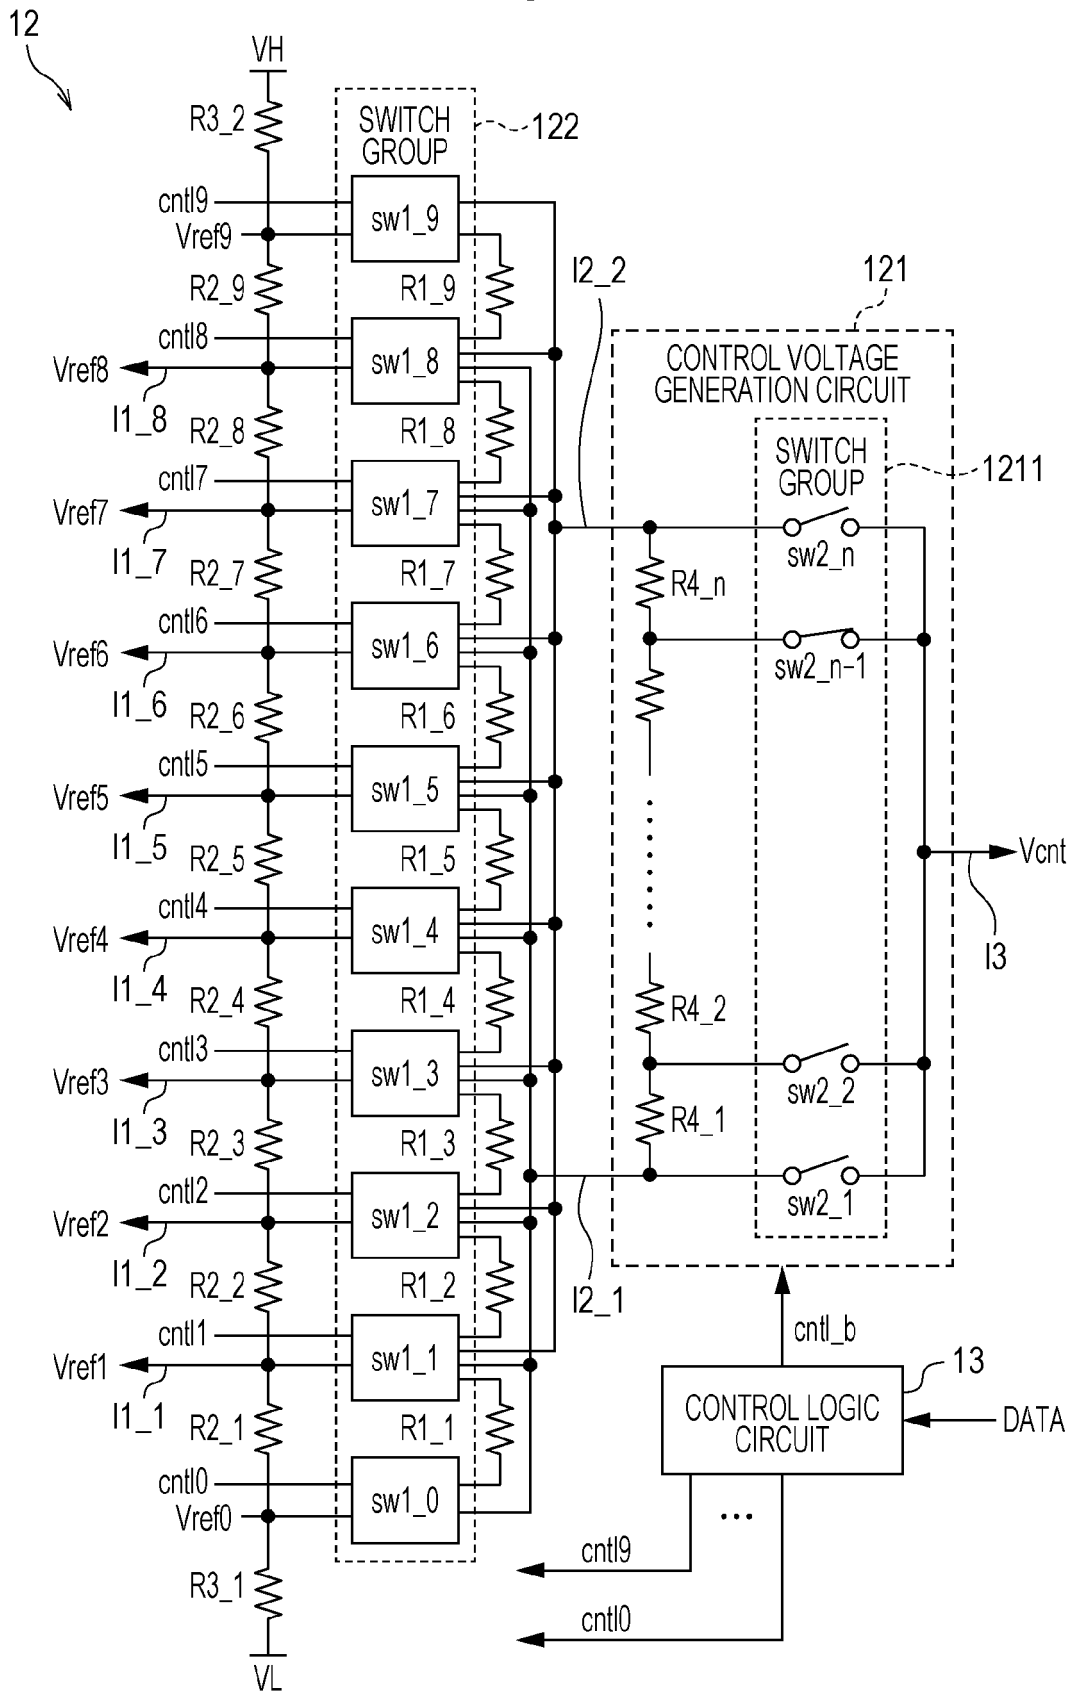 12
VH
R3_2
SWITCH
GROUP
122
cntl9
sw1_9
Vref9
R2_9
R1_9
I2_2
121
cntl8
sw1_8
Vref8
CONTROL VOLTAGE
GENERATION CIRCUIT
I1_8
R2_8
R1_8
SWITCH
GROUP
1211
cntl7
sw1_7
Vref7
I1_7
R2_7
R1_7
sw2_n
R4_n
cntl6
sw1_6
Vref6
sw2_n-1
I1_6
R2_6
R1_6
cntl5
sw1_5
Vref5
I1_5
R2_5
R1_5
Vcnt
cntl4
sw1_4
Vref4
I3
I1_4
R2_4
R1_4
R4_2
cntl3
sw1_3
Vref3
sw2_2
I1_3
R2_3
R1_3
R4_1
cntl2
sw1_2
Vref2
sw2_1
I1_2
R2_2
R1_2
I2_1
cntl1
sw1_1
Vref1
cntl_b
13
I1_1
R2_1
R1_1
CONTROL LOGIC
CIRCUIT
DATA
cntl0
sw1_0
Vref0
...
cntl9
R3_1
cntl0
VL